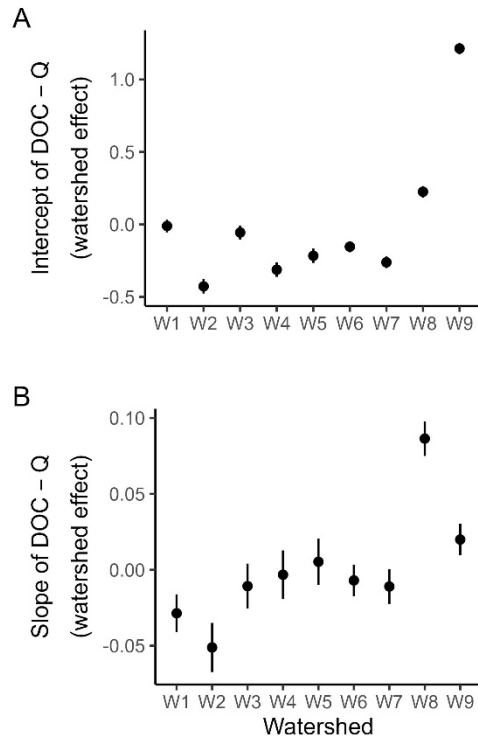 A
Intercept of DOC – Q
(watershed effect)
1.0
0.5
0.0
-0.5
W1 W2 W3 W4 W5 W6 W7 W8 W9
B
Slope of DOC – Q
(watershed effect)
0.10
0.05
0.00
-0.05
W1 W2 W3 W4 W5 W6 W7 W8 W9
Watershed